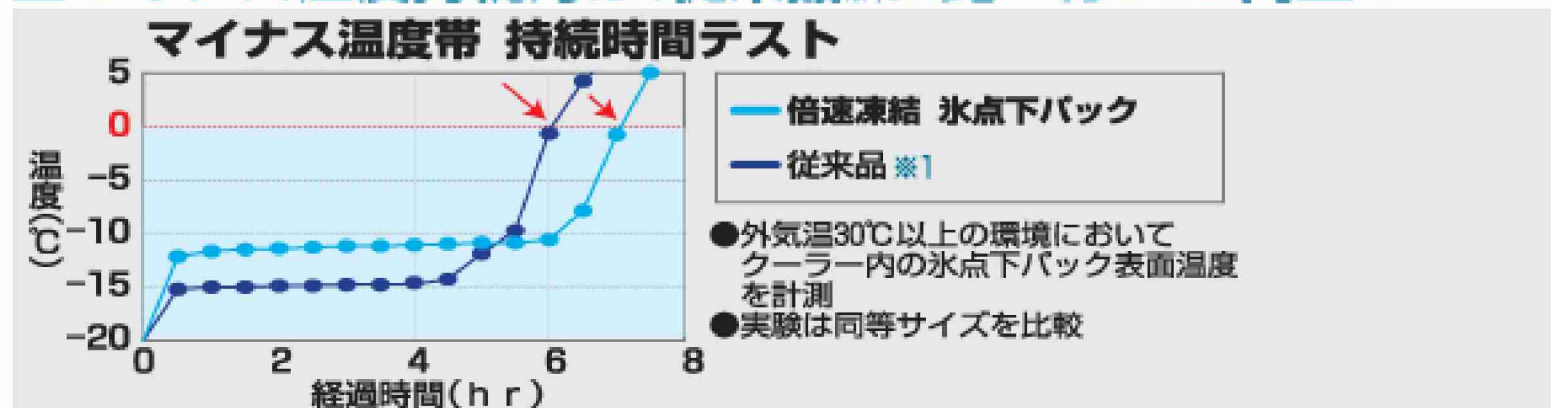 マイナス温度帯 持続時間テスト
5
0
-5
-10
-15
-20
温度(℃)
0 2 4 6 8
経過時間(hr)
倍速凍結 氷点下パック
従来品※1
●外気温30℃以上の環境において
クーラー内の氷点下パック表面温度
を計測
●実験は同等サイズを比較